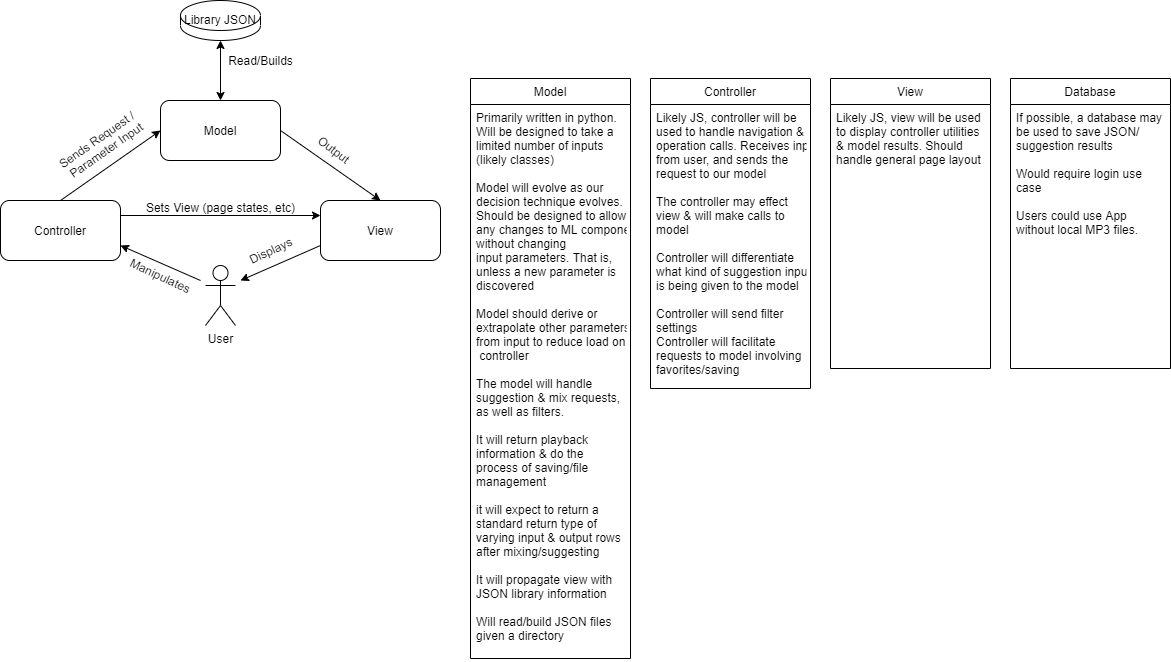 Library JSON
Read/Builds
Model
Sends Request /
Parameter Input
Output
Controller
Sets View (page states, etc)
View
Manipulates
Displays
User
Model
Primarily written in python.
Will be designed to take a
limited number of inputs
(likely classes)
Model will evolve as our
decision technique evolves.
Should be designed to allow
any changes to ML compone
without changing
input parameters. That is,
unless a new parameter is
discovered
Model should derive or
extrapolate other parameters
from input to reduce load on
controller
The model will handle
suggestion & mix requests,
as well as filters.
It will return playback
information & do the
process of saving/file
management
it will expect to return a
standard return type of
varying input & output rows
after mixing/suggesting
It will propagate view with
JSON library information
Will read/build JSON files
given a directory
Controller
Likely JS, controller will be
used to handle navigation &
operation calls. Receives inp
from user, and sends the
request to our model
The controller may effect
view & will make calls to
model
Controller will differentiate
what kind of suggestion inpu
is being given to the model
Controller will send filter
settings
Controller will facilitate
requests to model involving
favorites/saving
View
Likely JS, view will be used
to display controller utilities
& model results. Should
handle general page layout
Database
If possible, a database may
be used to save JSON/
suggestion results
Would require login use
case
Users could use App
without local MP3 files.